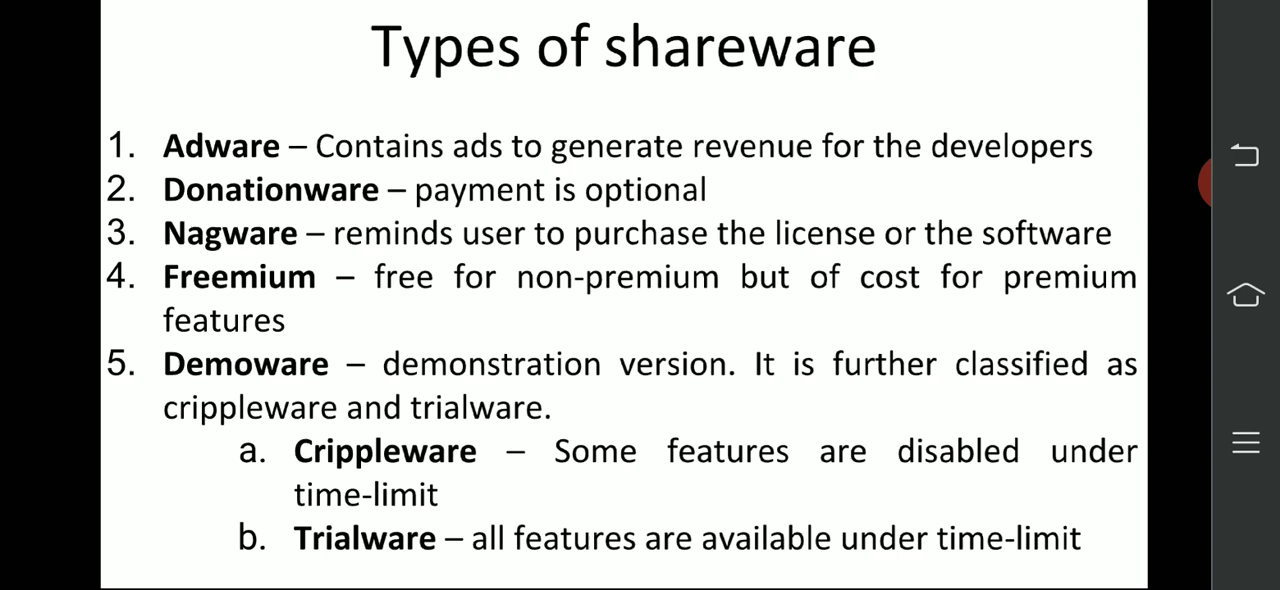 Types of shareware
1. Adware – Contains ads to generate revenue for the developers
2. Donationware – payment is optional
3. Nagware – reminds user to purchase the license or the software
4. Freemium – free for non-premium but of cost for premium
features
5. Demoware – demonstration version. It is further classified as
crippleware and trialware.
a. Crippleware – Some features are disabled under
time-limit
b. Trialware – all features are available under time-limit